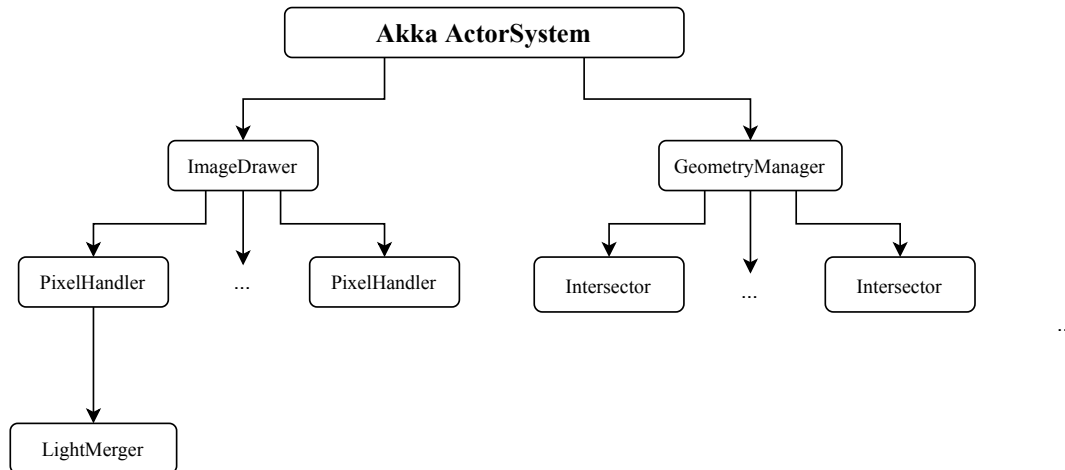 Akka ActorSystem
ImageDrawer
GeometryManager
PixelHandler
...
PixelHandler
Intersector
...
Intersector
...
LightMerger